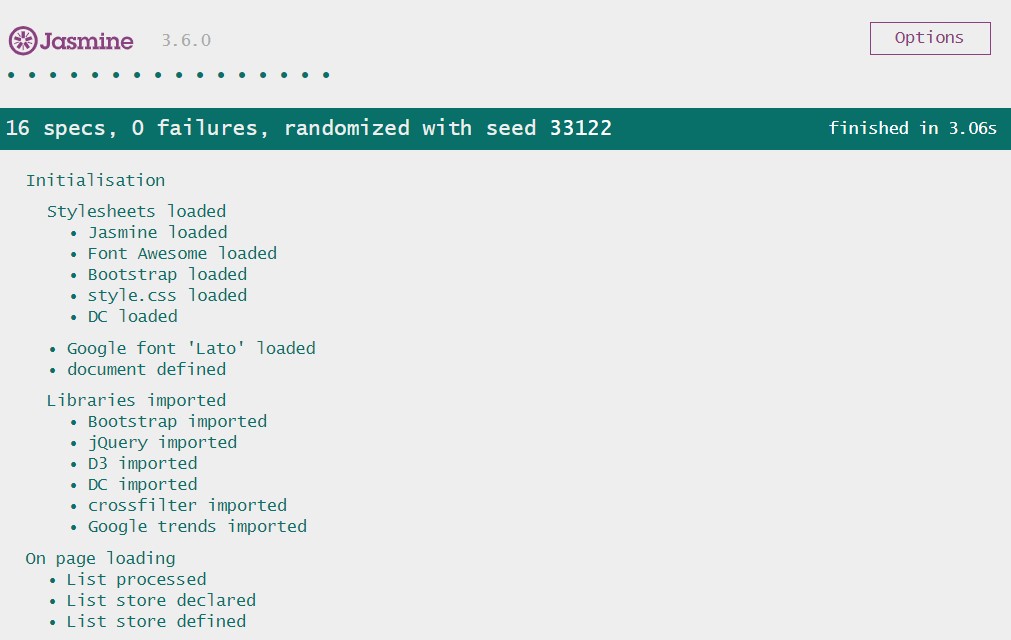 Jasmine 3.6.0
Options
16 specs, 0 failures, randomized with seed 33122
finished in 3.06s
Initialisation
Stylesheets loaded
• Jasmine loaded
• Font Awesome loaded
• Bootstrap loaded
• style.css loaded
• DC loaded
• Google font 'Lato' loaded
• document defined
Libraries imported
• Bootstrap imported
• jQuery imported
• D3 imported
• DC imported
• crossfilter imported
• Google trends imported
On page loading
• List processed
• List store declared
• List store defined